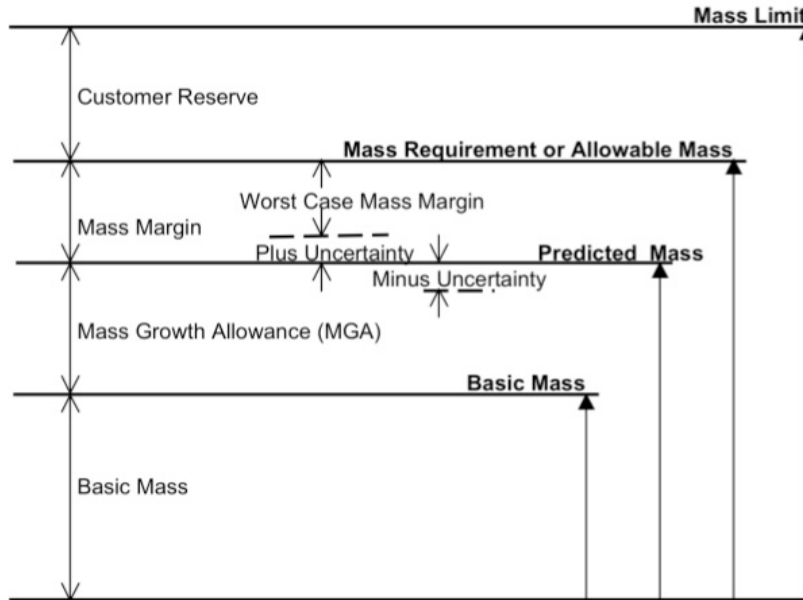 Mass Limit
Customer Reserve
Mass Requirement or Allowable Mass
Worst Case Mass Margin
Mass Margin
Plus Uncertainty
Predicted Mass
Minus Uncertainty
Mass Growth Allowance (MGA)
Basic Mass
Basic Mass